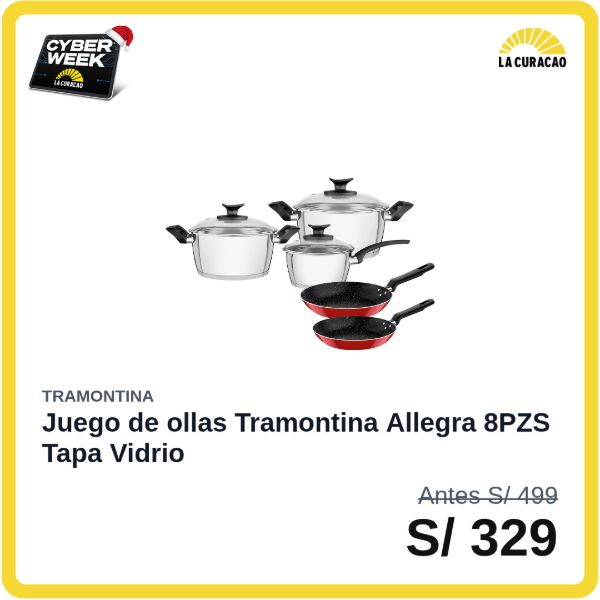 CYBER
WEEK
LA CURACAO
LA CURACAO
TRAMONTINA
Juego de ollas Tramontina Allegra 8PZS
Tapa Vidrio
Antes S/ 499
S/ 329